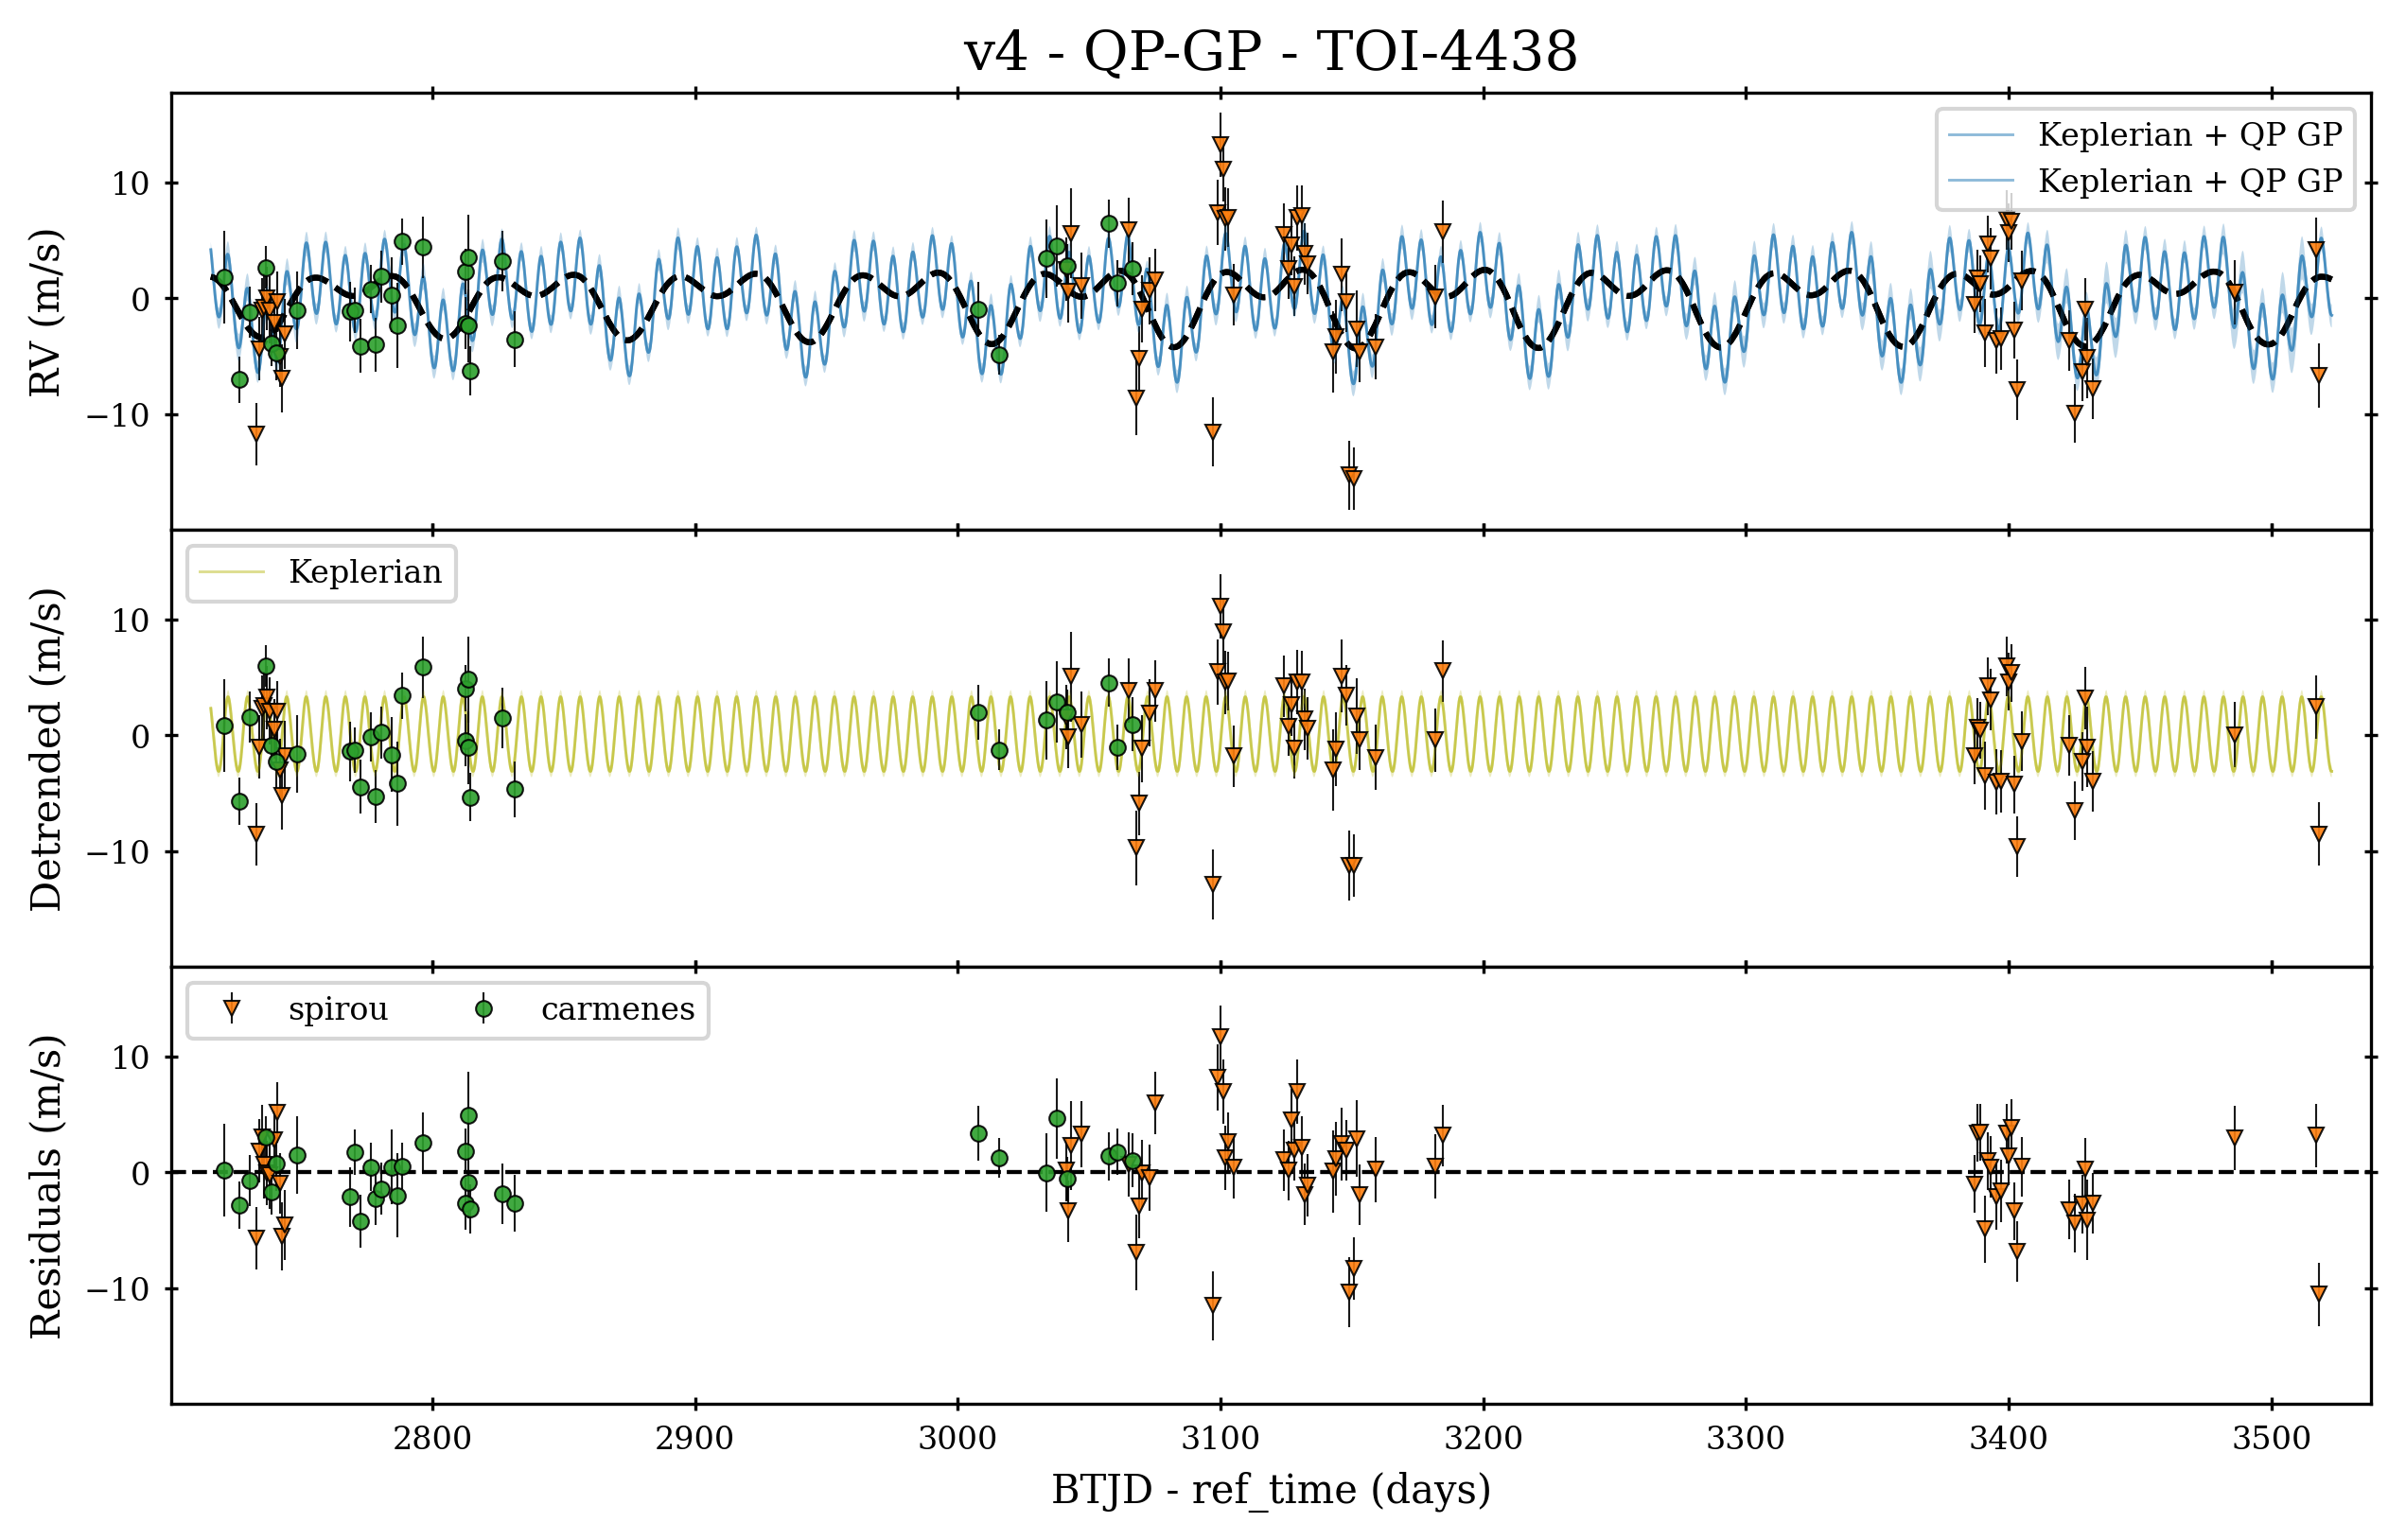 v4 - QP-GP - TOI-4438
RV (m/s)
10
0
−10
Keplerian + QP GP
Keplerian + QP GP
Detrended (m/s)
10
0
−10
Keplerian
Residuals (m/s)
10
0
−10
spirou carmenes
2800 2900 3000 3100 3200 3300 3400 3500
BTJD - ref_time (days)